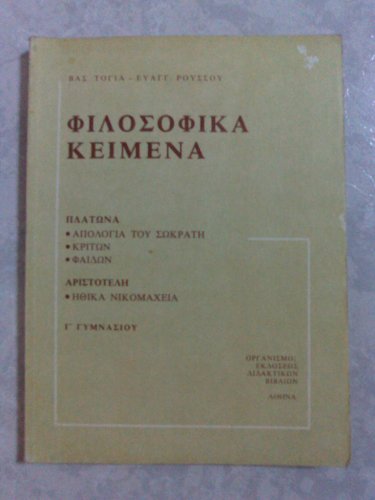 ΒΑΣ. ΤΟΓΙΑ - ΕΥΑΓΓ. ΡΟΥΣΣΟΥ
ΦΙΛΟΣΟΦΙΚΑ
ΚΕΙΜΕΝΑ
ΠΛΑΤΩΝΑ
• ΑΠΟΛΟΓΙΑ ΤΟΥ ΣΩΚΡΑΤΗ
• ΚΡΙΤΩΝ
• ΦΑΙΔΩΝ
ΑΡΙΣΤΟΤΕΛΗ
• ΗΘΙΚΑ ΝΙΚΟΜΑΧΕΙΑ
Γ' ΓΥΜΝΑΣΙΟΥ
ΟΡΓΑΝΙΣΜΟΣ
ΕΚΔΟΣΕΩΣ
ΔΙΔΑΚΤΙΚΩΝ
ΒΙΒΛΙΩΝ
ΑΘΗΝΑ